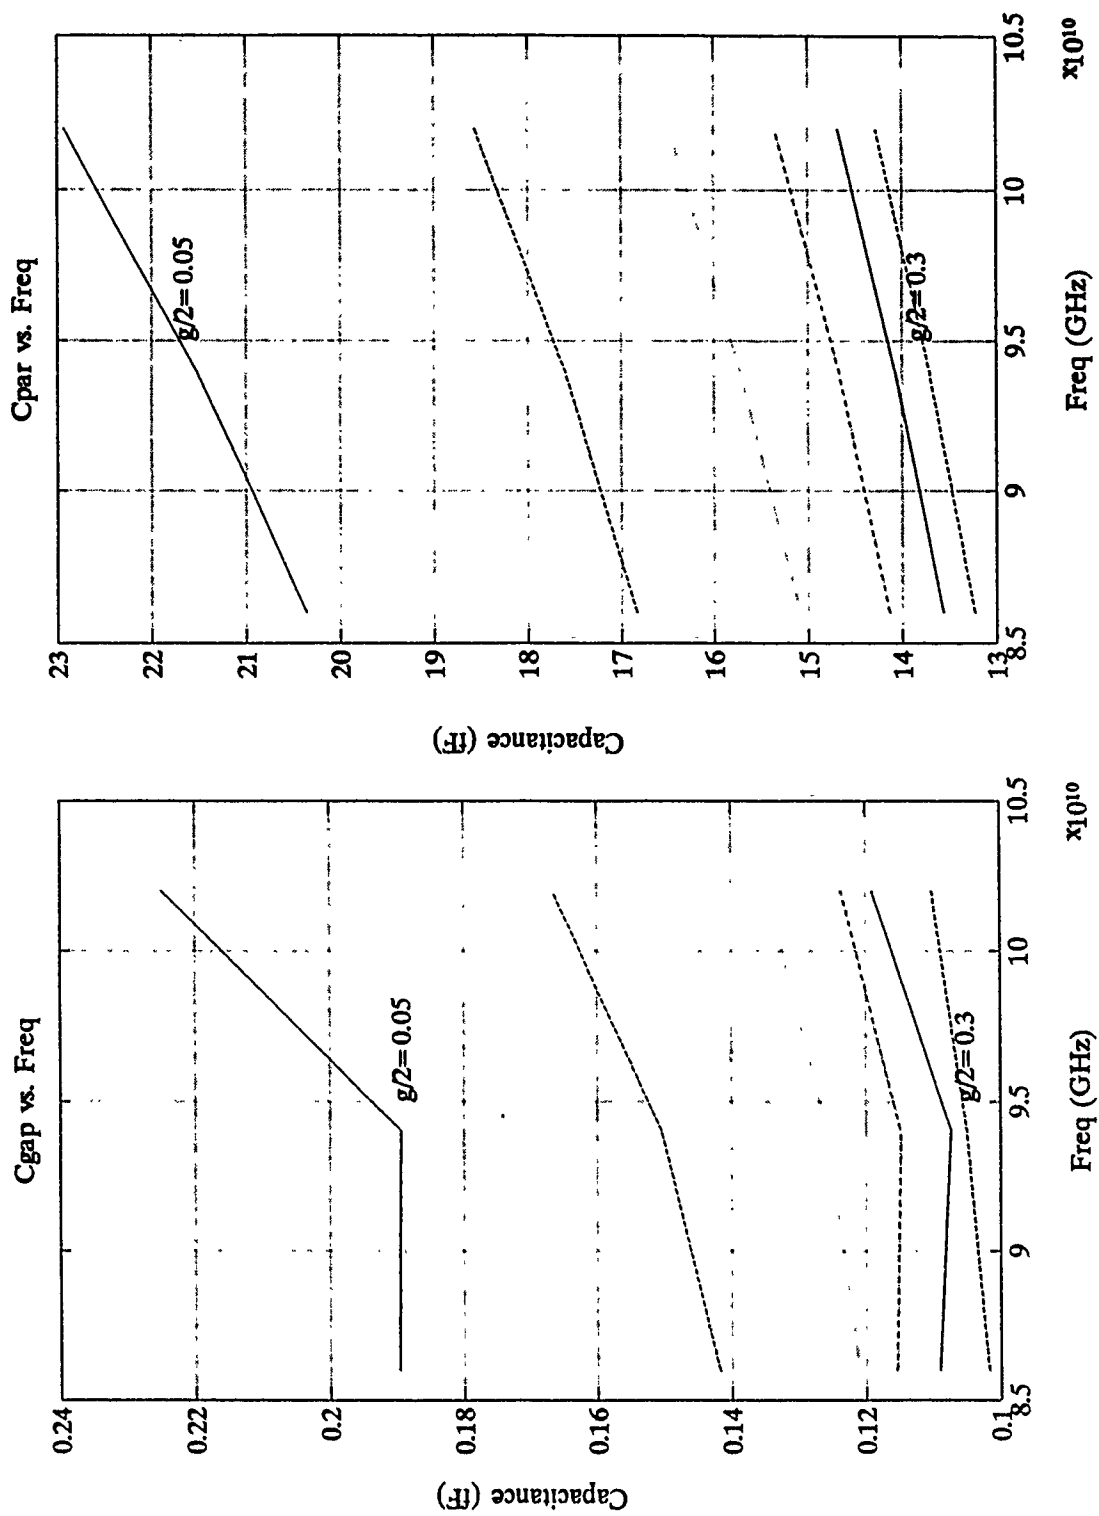 Cgap vs. Freq
Capacitance (fF)
0.24
0.22
0.2
0.18
0.16
0.14
0.12
0.1
g/2= 0.05
g/2= 0.3
8.5
9
9.5
10
10.5
x10¹⁰
Freq (GHz)
Cpar vs. Freq
Capacitance (fF)
23
22
21
20
19
18
17
16
15
14
13
g/2= 0.05
g/2= 0.3
8.5
9
9.5
10
10.5
x10¹⁰
Freq (GHz)